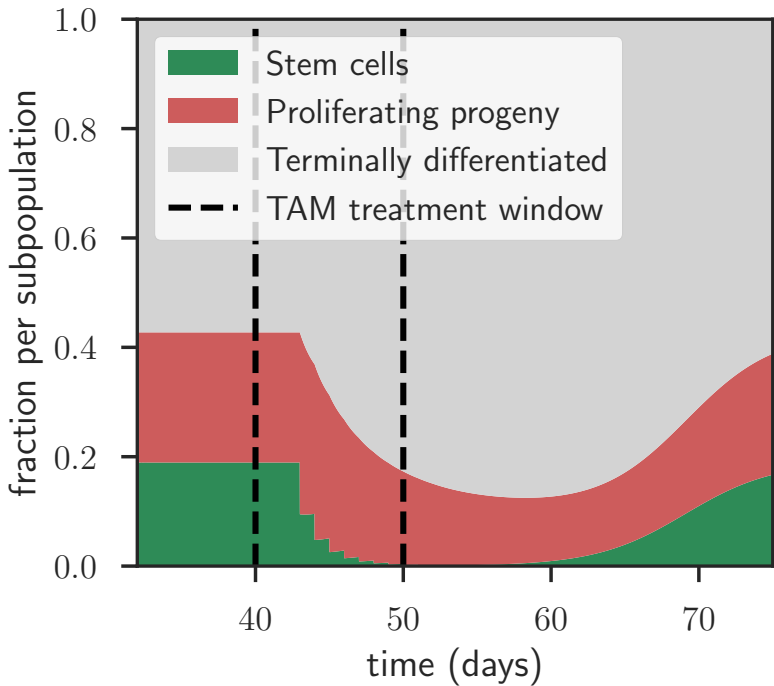 1.0
0.8
0.6
0.4
0.2
0.0
fraction per subpopulation
Stem cells
Proliferating progeny
Terminally differentiated
TAM treatment window
40
50
60
70
time (days)